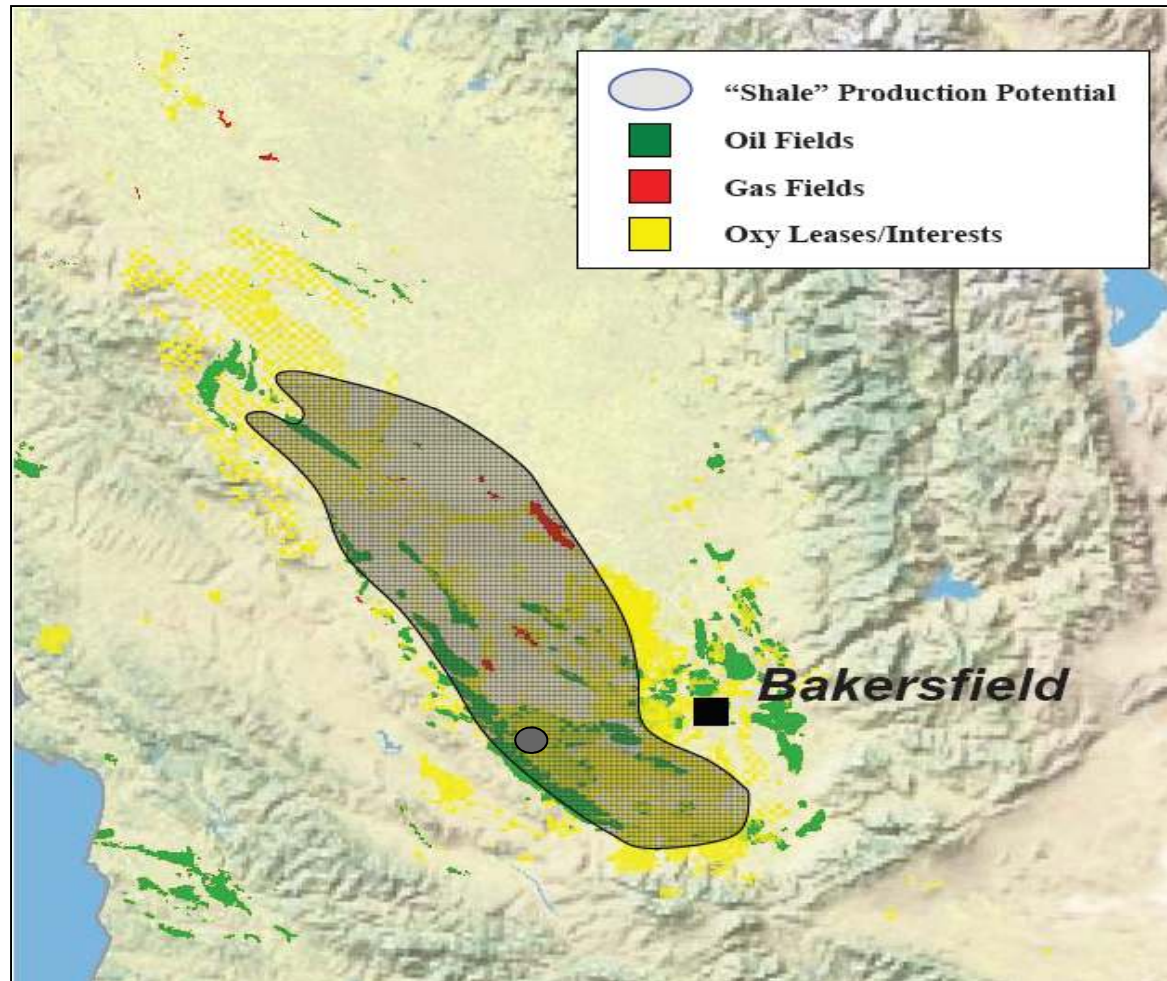 “Shale” Production Potential
Oil Fields
Gas Fields
Oxy Leases/Interests
Bakersfield